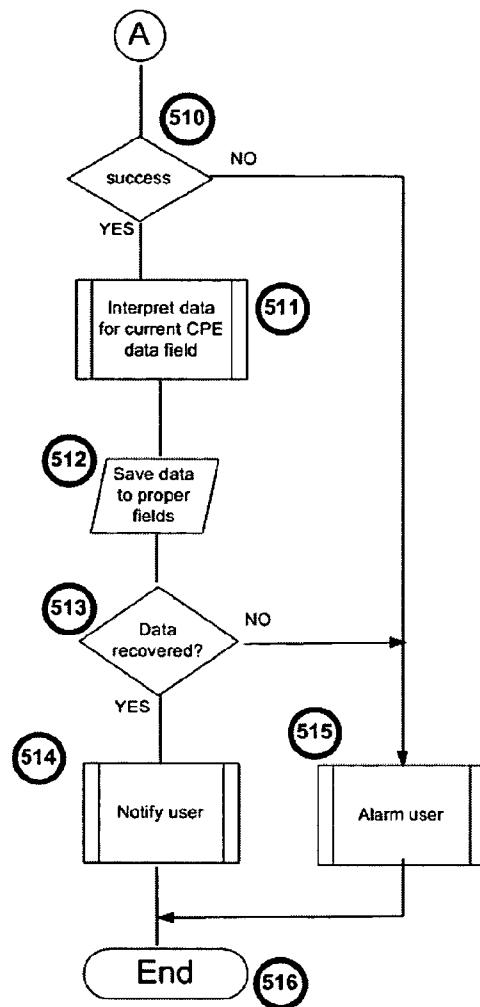 A
510
success
NO
YES
Interpret data
for current CPE
data field
511
512
Save data
to proper
fields
513
Data
recovered?
NO
YES
514
Notify user
515
Alarm user
End
516